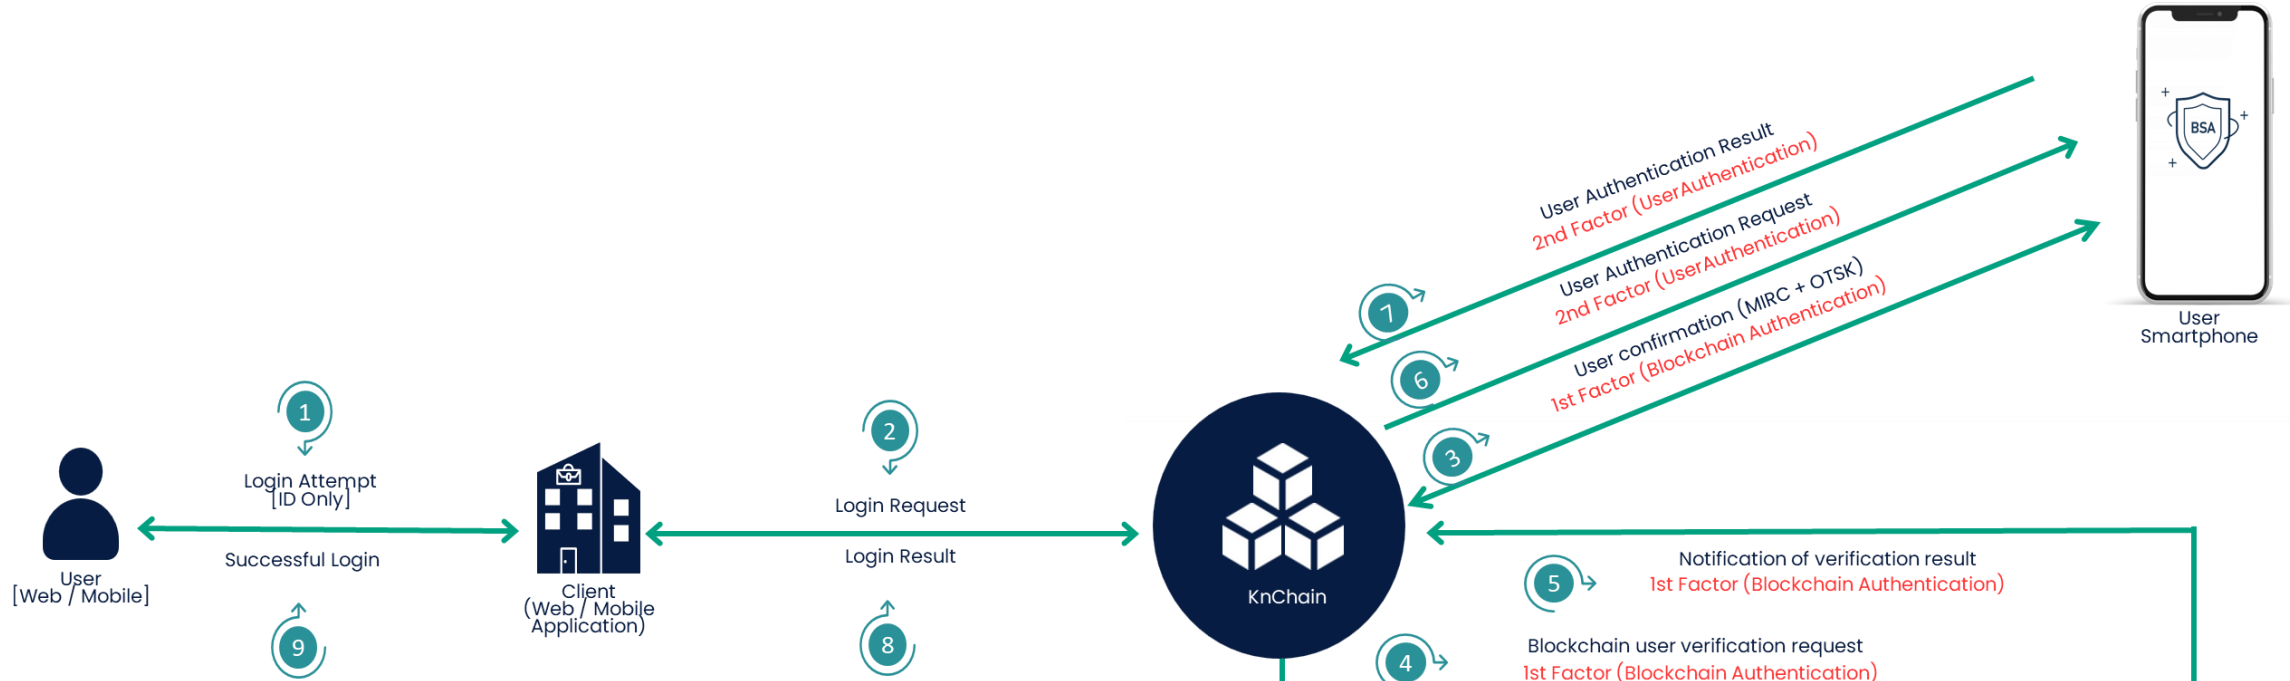 BSA
User
Smartphone
User Authentication Result
2nd Factor (UserAuthentication)
User Authentication Request
2nd Factor (UserAuthentication)
User confirmation (MIRC + OTSK)
1st Factor (Blockchain Authentication)
7
6
3
1
Login Attempt
[ID Only]
Successful Login
9
User
[Web / Mobile]
Client
(Web / Mobile
Application)
2
Login Request
Login Result
8
KnChain
5
Notification of verification result
1st Factor (Blockchain Authentication)
4
Blockchain user verification request
1st Factor (Blockchain Authentication)